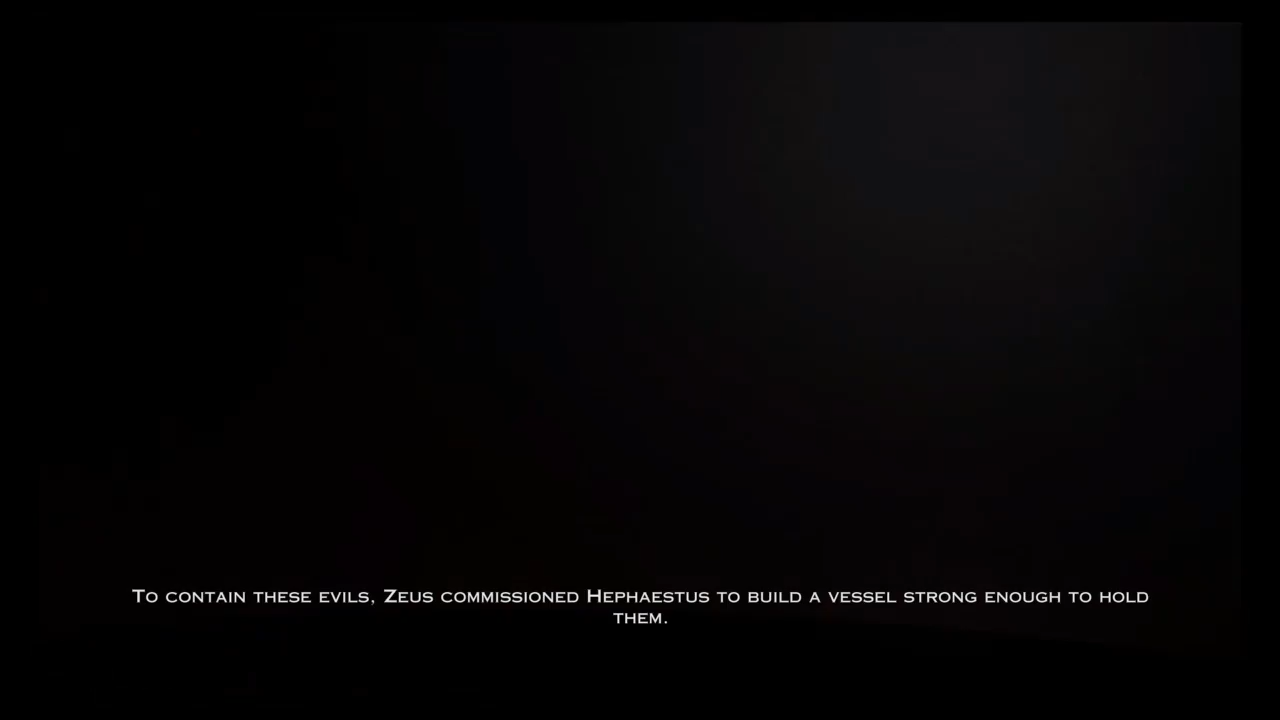 To contain these evils, Zeus commissioned Hephaestus to build a vessel strong enough to hold
them.